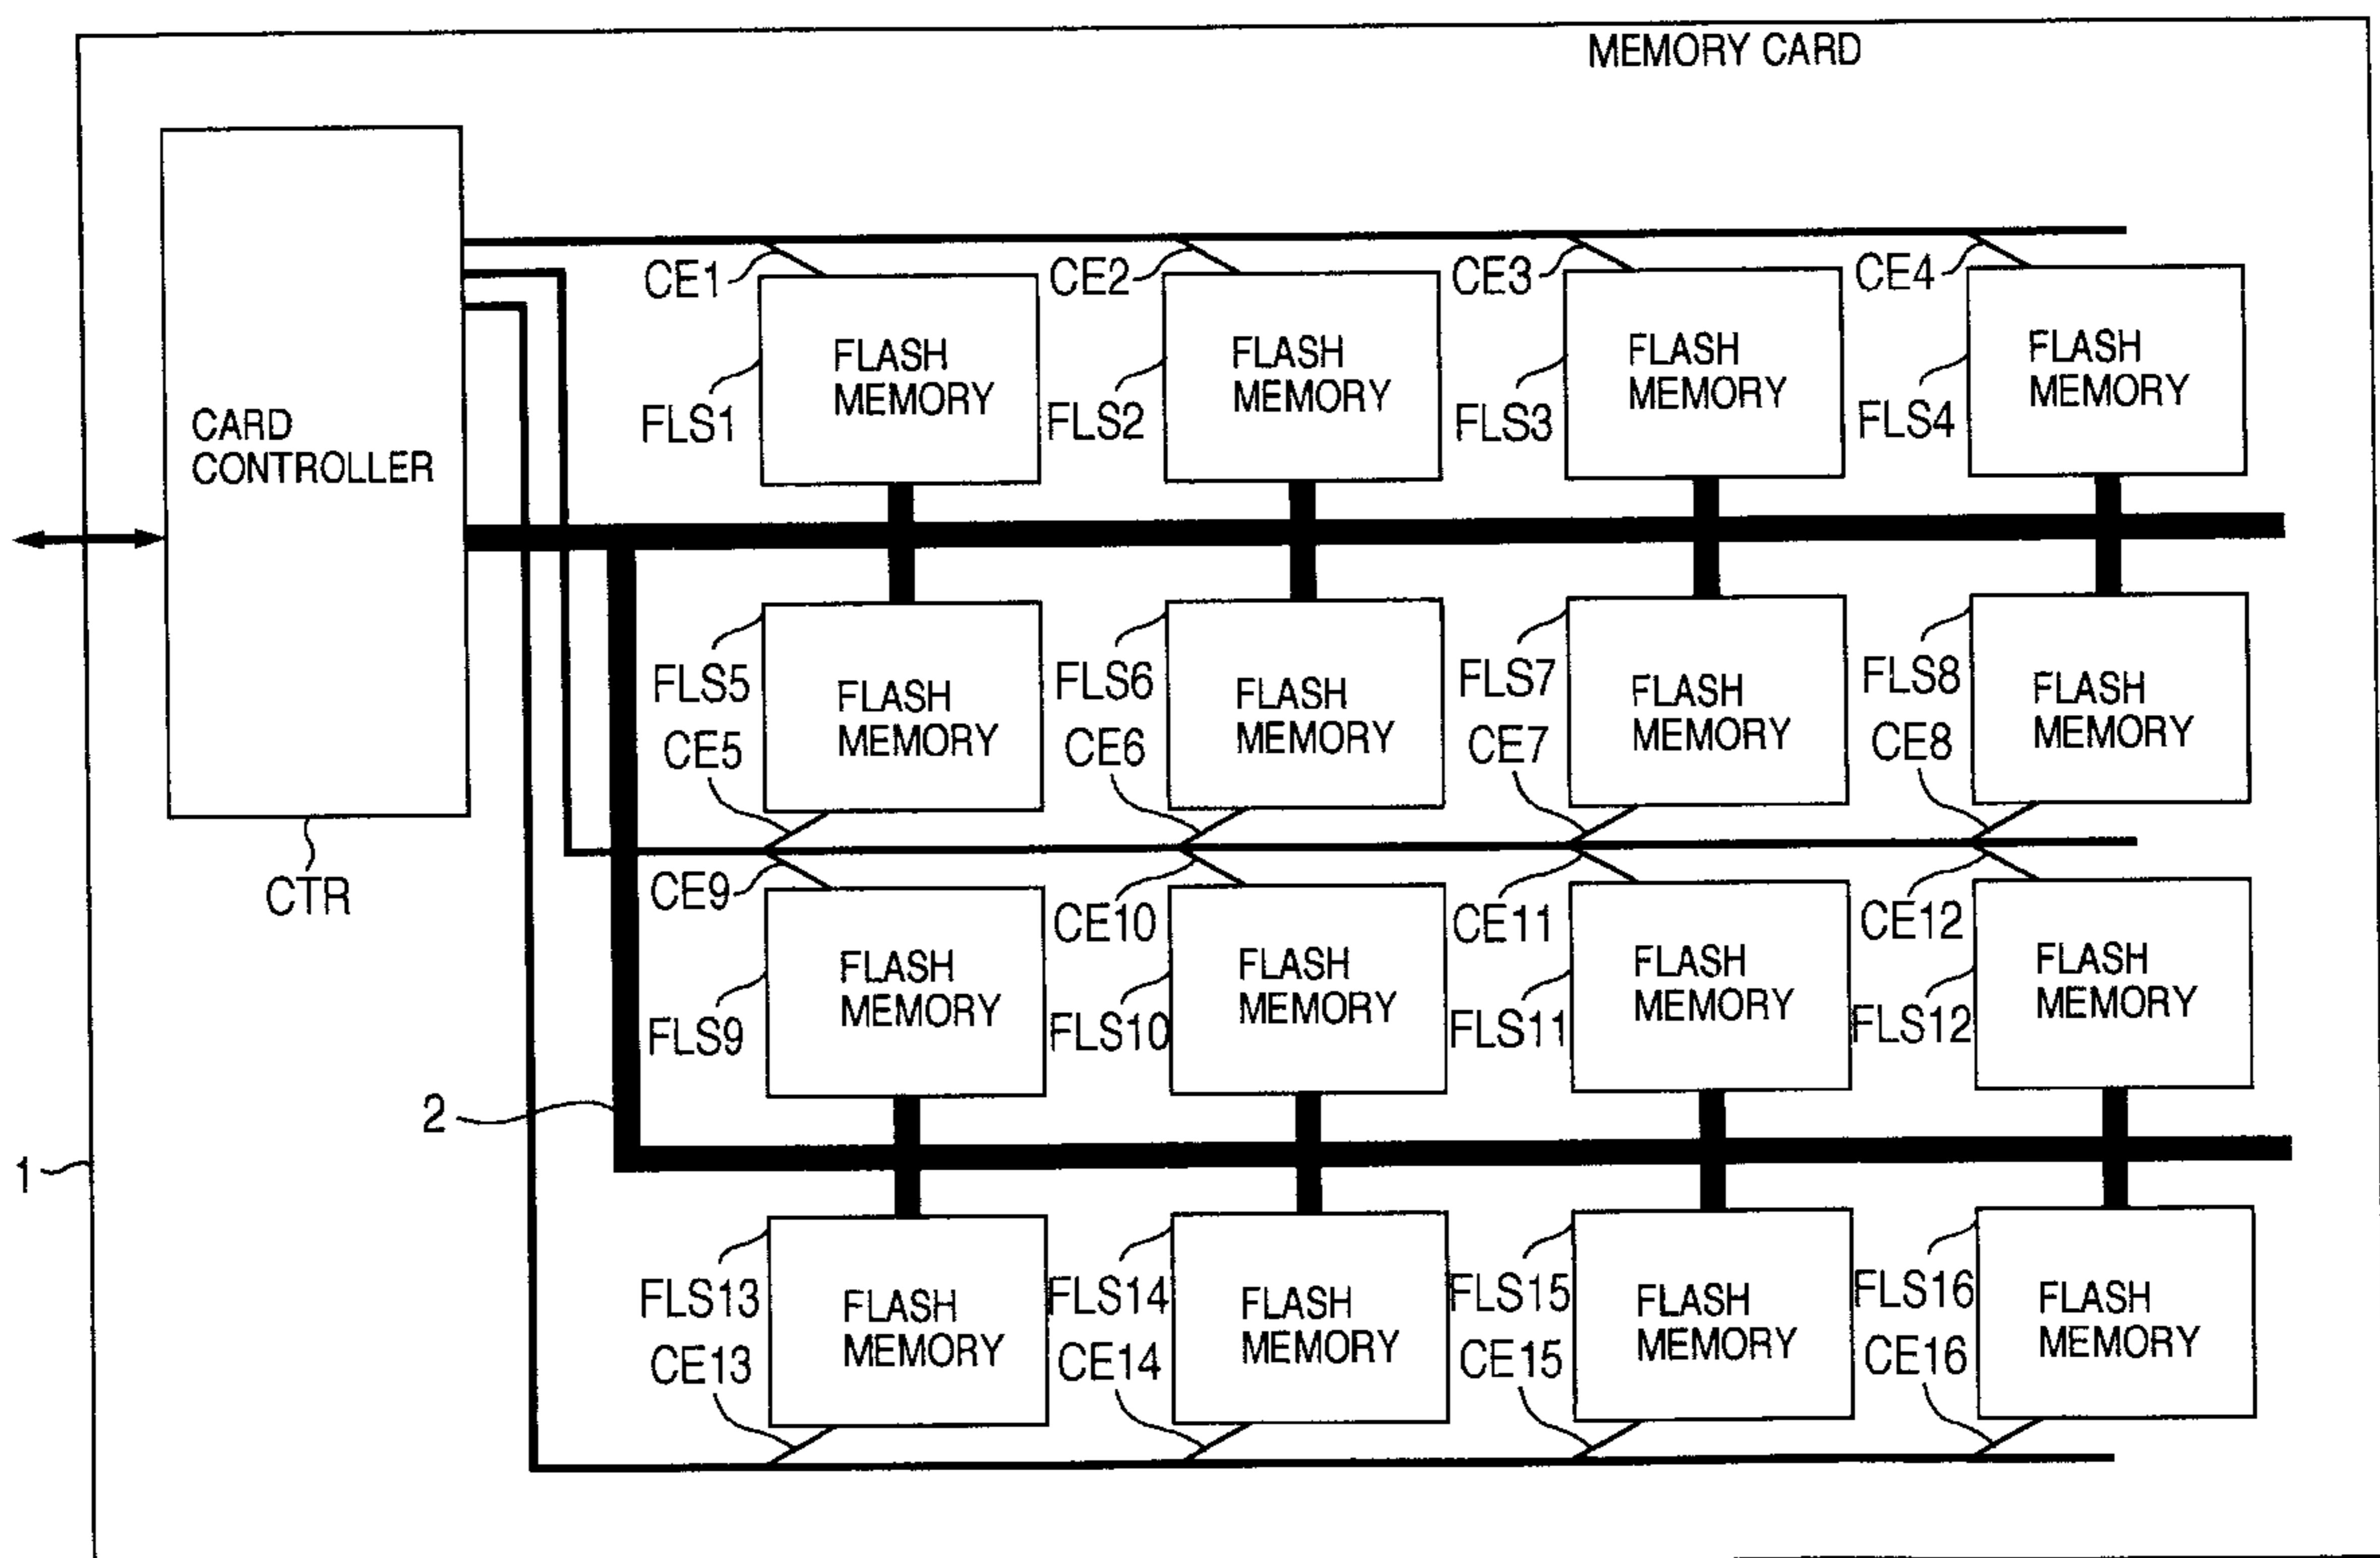 MEMORY CARD
CARD
CONTROLLER
CTR
CE1
CE2
CE3
CE4
FLASH
MEMORY
FLASH
MEMORY
FLASH
MEMORY
FLASH
MEMORY
FLS1
FLS2
FLS3
FLS4
FLS5
FLS6
FLS7
FLS8
FLASH
MEMORY
FLASH
MEMORY
FLASH
MEMORY
FLASH
MEMORY
CE5
CE6
CE7
CE8
CE9
CE10
CE11
CE12
FLASH
MEMORY
FLASH
MEMORY
FLASH
MEMORY
FLASH
MEMORY
FLS9
FLS10
FLS11
FLS12
2
1
FLS13
FLS14
FLS15
FLS16
FLASH
MEMORY
FLASH
MEMORY
FLASH
MEMORY
FLASH
MEMORY
CE13
CE14
CE15
CE16